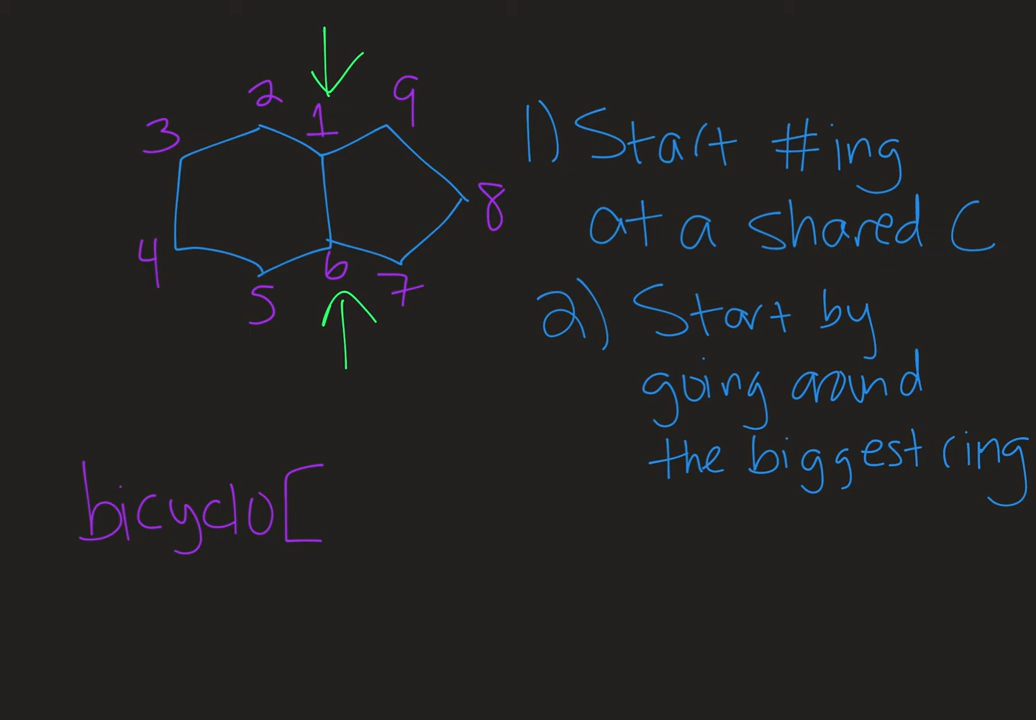 2
1
9
3
8
4
5
6
7
1) Start #ing
at a shared C
2) Start by
going around
the biggest ring
bicyclo[